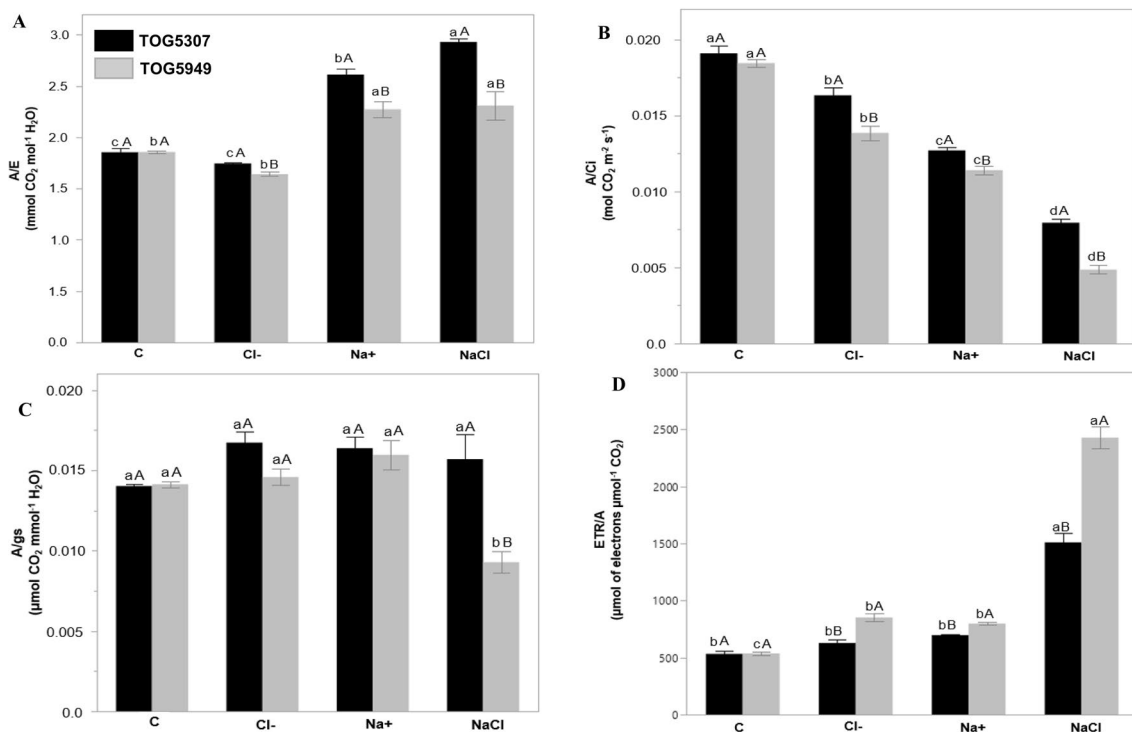 A
TOG5307
TOG5949
A/E
(mmol CO₂ mol⁻¹ H₂O)
3.0
2.5
2.0
1.5
1.0
1.5
0.0
c A b A
c A bB
bA aB
aA aB
C Cl- Na+ NaCl
B
A/Ci
(mol CO₂ m⁻² s⁻¹)
0.020
0.015
0.010
0.005
0.0
aA aA
bA bB
cA cB
dA dB
C Cl- Na+ NaCl
C
A/gs
(µmol CO₂ mmol⁻¹ H₂O)
0.020
0.015
0.010
0.005
0.0
aA aA
aA aA
aA aA
aA bB
C Cl- Na+ NaCl
D
ETR/A
(µmol of electrons µmol⁻¹ CO₂)
3000
2500
2000
1500
1000
500
0
bA cA
bB bA
bB bA
aB aA
C Cl- Na+ NaCl